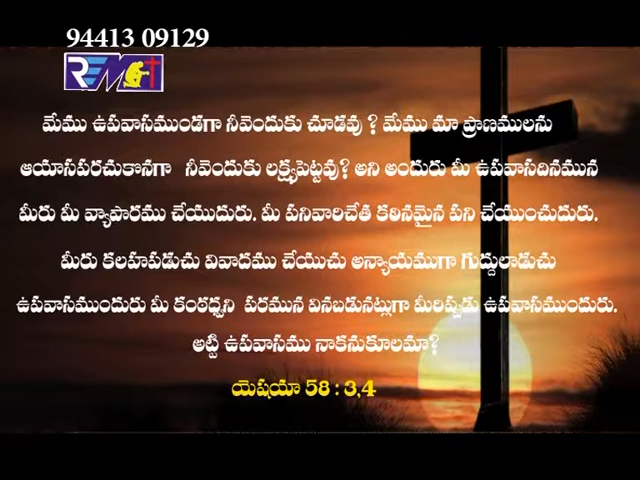 94413 09129
REMCT
మేము ఉపవాసముండగా నీవెందుకు చూడవు ? మేము మా ప్రాణములను
ఆయాసపరచుకొనగా నీవెందుకు లక్ష్యపెట్టవు? అని అందురు మీ ఉపవాసదినమున
మీరు మీ వ్యాపారము చేయుదురు. మీ పనివారిచేత కఠినమైన పని చేయుంచుదురు.
మీరు కలహపడుచు వివాదము చేయుచు అన్యాయముగా గుద్దులాడుచు
ఉపవాసముందురు మీ కంఠధ్వని పరమున వినబడునట్లుగా మీరిప్పడు ఉపవాసముందురు.
అట్టి ఉపవాసము నాకనుకూలమా?
యెషయా 58 : 3,4